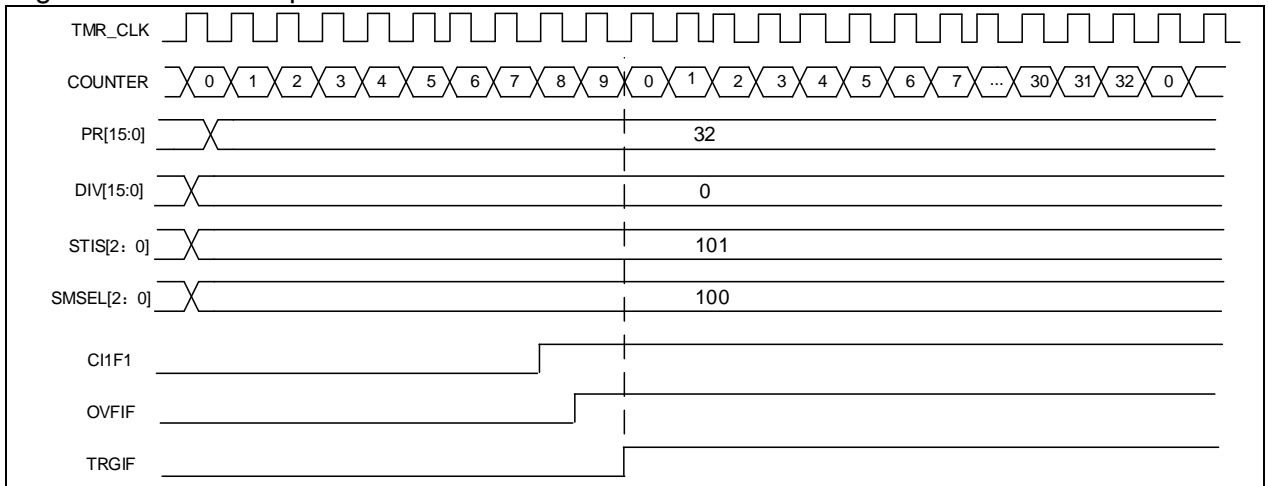 TMR_CLK
COUNTER 0 1 2 3 4 5 6 7 8 9 0 1 2 3 4 5 6 7 ... 30 31 32 0
PR[15:0] 32
DIV[15:0] 0
STIS[2：0] 101
SMSEL[2：0] 100
CI1F1
OVFIF
TRGIF